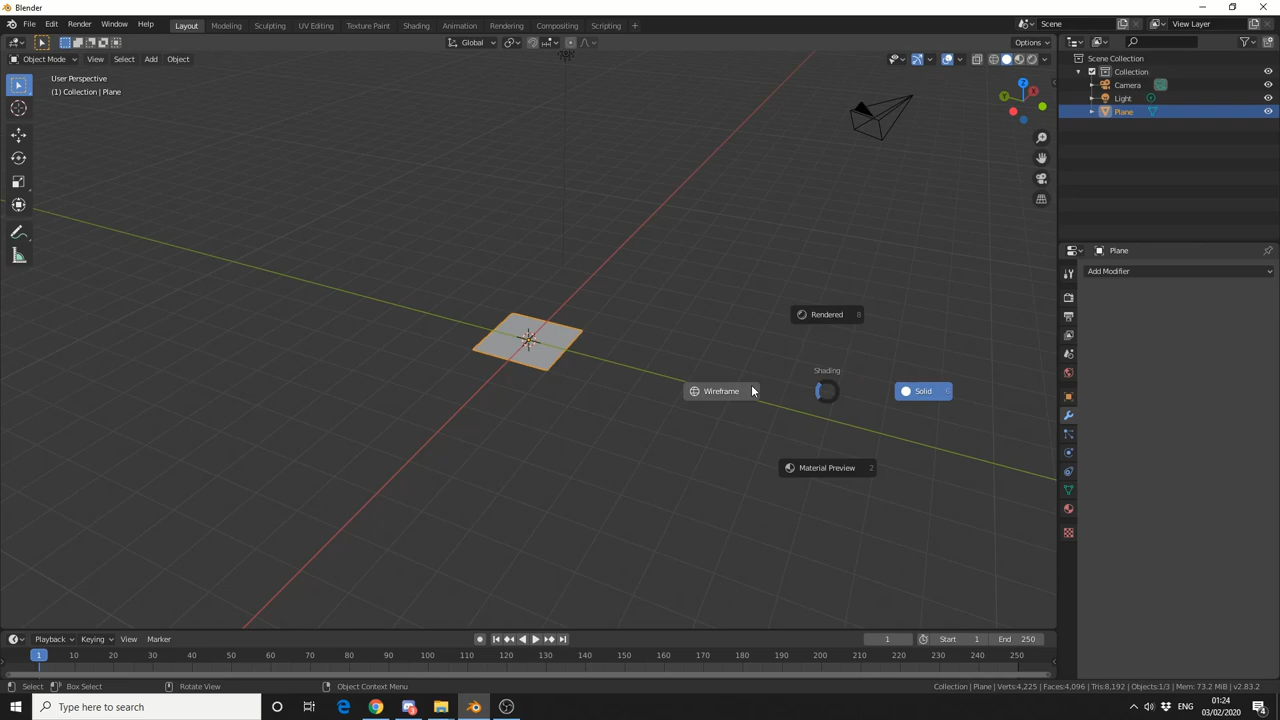 Blender
File Edit Render Window Help
Layout Modeling Sculpting UV Editing Texture Paint Shading Animation Rendering Compositing Scripting +
Scene
View Layer
Global
Options
Object Mode View Select Add Object
User Perspective
(1) Collection | Plane
Z
Y
X
Scene Collection
Collection
Camera
Light
Plane
Plane
Add Modifier
Rendered 8
Shading
Wireframe
Solid 6
Material Preview 2
Playback Keying View Marker
1
Start 1
End 250
1 10 20 30 40 50 60 70 80 90 100 110 120 130 140 150 160 170 180 190 200 210 220 230 240 250
Select Box Select Rotate View Object Context Menu
Collection | Plane | Verts:4,225 | Faces:4,096 | Tris:8,192 | Objects:1/3 | Mem: 73.2 MiB | v2.83.2
Type here to search
ENG
01:24
03/02/2020